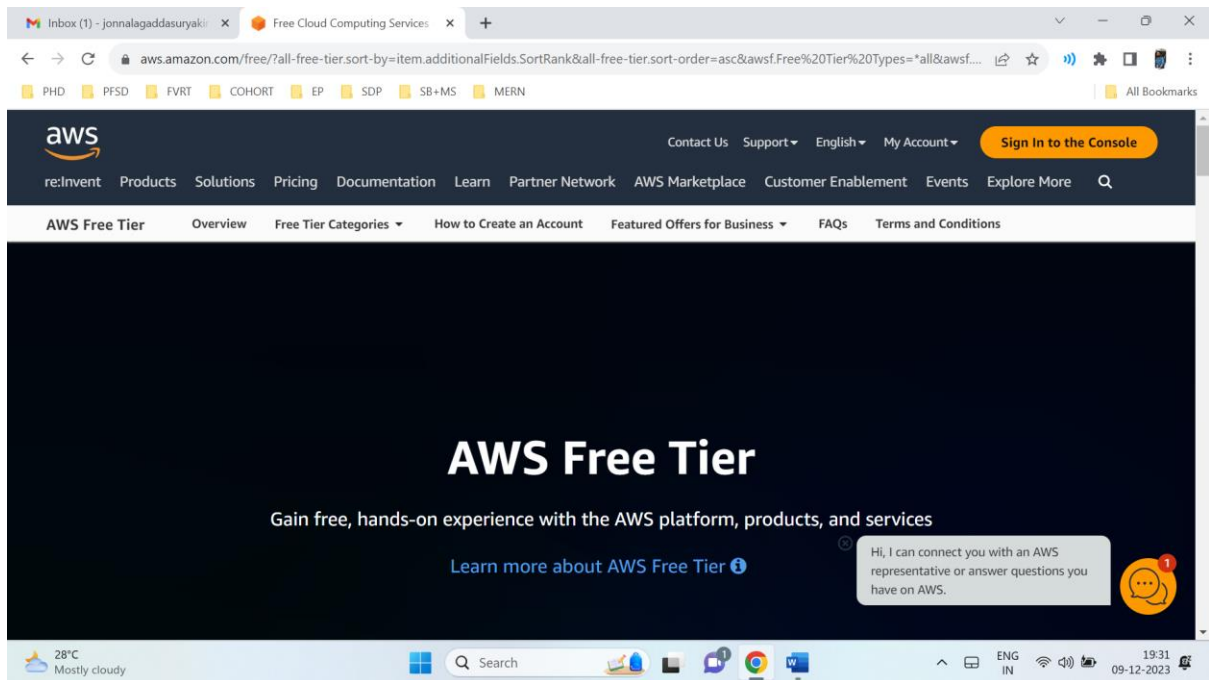 Inbox (1) - jonnalagaddasuryakir
Free Cloud Computing Services
aws.amazon.com/free/?all-free-tier.sort-by=item.additionalFields.SortRank&all-free-tier.sort-order=asc&awsf.Free%20Tier%20Types=*all&awsf....
PHD PFSD FVRT COHORT EP SDP SB+MS MERN All Bookmarks
aws
Contact Us Support English My Account Sign In to the Console
re:Invent Products Solutions Pricing Documentation Learn Partner Network AWS Marketplace Customer Enablement Events Explore More
AWS Free Tier Overview Free Tier Categories How to Create an Account Featured Offers for Business FAQs Terms and Conditions
AWS Free Tier
Gain free, hands-on experience with the AWS platform, products, and services
Learn more about AWS Free Tier
Hi, I can connect you with an AWS
representative or answer questions you
have on AWS.
1
28°C
Mostly cloudy
Search
1
ENG
IN
19:31
09-12-2023